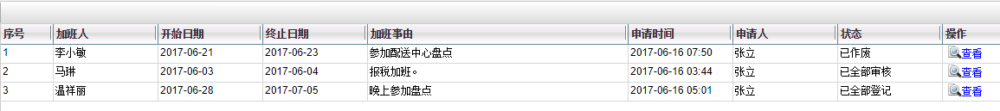 序号 加班人 开始日期 终止日期 加班事由 申请时间 申请人 状态 操作
1 李小敏 2017-06-21 2017-06-23 参加配送中心盘点 2017-06-16 07:50 张立 已作废 查看
2 马琳 2017-06-03 2017-06-04 报税加班。 2017-06-16 03:44 张立 已全部审核 查看
3 温祥丽 2017-06-28 2017-07-05 晚上参加盘点 2017-06-16 05:01 张立 已全部登记 查看